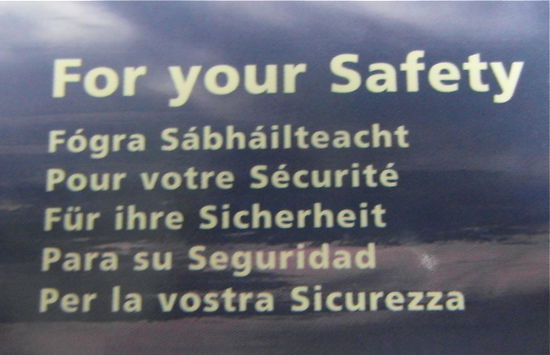 For your Safety
Fógra Sábháilteacht
Pour votre Sécurité
Für ihre Sicherheit
Para su Seguridad
Per la vostra Sicurezza